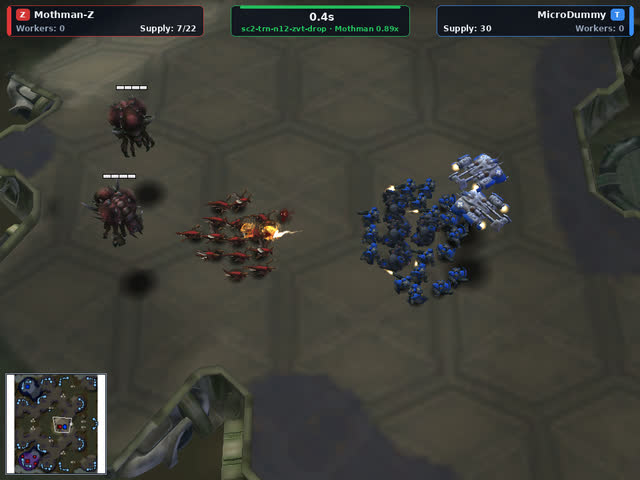 Z Mothman-Z
Workers: 0 Supply: 7/22
0.4s
sc2-trn-n12-zvt-drop · Mothman 0.89x
MicroDummy T
Supply: 30 Workers: 0